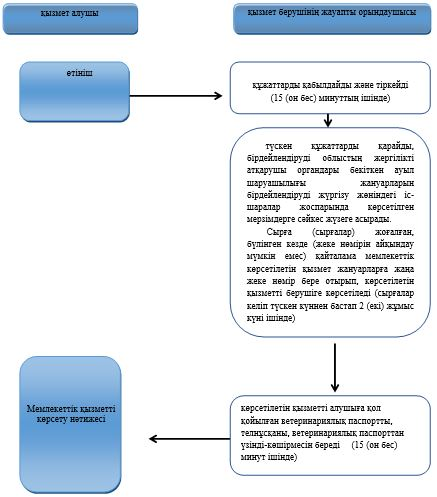 қызмет алушы
қызмет берушінің жауапты орындаушысы
өтініш
құжаттарды қабылдайды және тіркейді
(15 (он бес) минуттың ішінде)
түскен құжаттарды қарайды,
бірдейлендіруді облыстың жергілікті
атқарушы органдары бекіткен ауыл
шаруашылығы жануарларын
бірдейлендіруді жүргізу жөніндегі іс-
шаралар жоспарында көрсетілген
мерзімдерге сәйкес жүзеге асырады.
Сырға (сырғалар) жоғалған,
бүлінген кезде (жеке нөмірін айқындау
мүмкін емес) қайталама мемлекеттік
көрсетілетін қызмет жануарларға жаңа
жеке нөмір бере отырып, көрсетілетін
қызметті берушіге көрсетіледі (сырғалар
келіп түскен күннен бастап 2 (екі) жұмыс
күні ішінде)
Мемлекеттік қызметті
көрсету нәтижесі
көрсетілетін қызметті алушыға қол
қойылған ветеринариялық паспортты,
телнұсқаны, ветеринариялық паспорттан
үзінді-көшірмесін береді (15 (он бес)
минут ішінде)